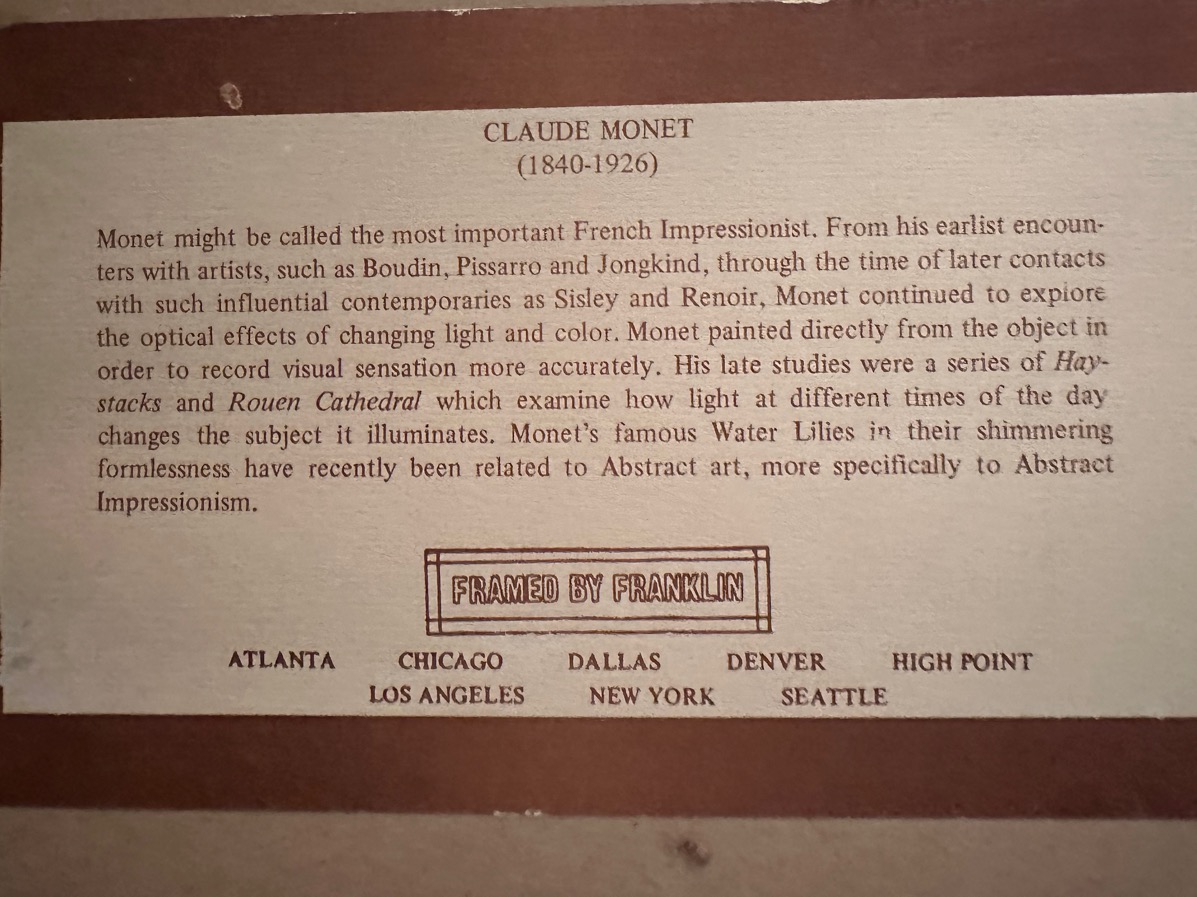 CLAUDE MONET
(1840-1926)
Monet might be called the most important French Impressionist. From his earlist encoun-
ters with artists, such as Boudin, Pissarro and Jongkind, through the time of later contacts
with such influential contemporaries as Sisley and Renoir, Monet continued to explore
the optical effects of changing light and color. Monet painted directly from the object in
order to record visual sensation more accurately. His late studies were a series of Hay-
stacks and Rouen Cathedral which examine how light at different times of the day
changes the subject it illuminates. Monet's famous Water Lilies in their shimmering
formlessness have recently been related to Abstract art, more specifically to Abstract
Impressionism.
FRAMED BY FRANKLIN
ATLANTA CHICAGO DALLAS DENVER HIGH POINT
LOS ANGELES NEW YORK SEATTLE